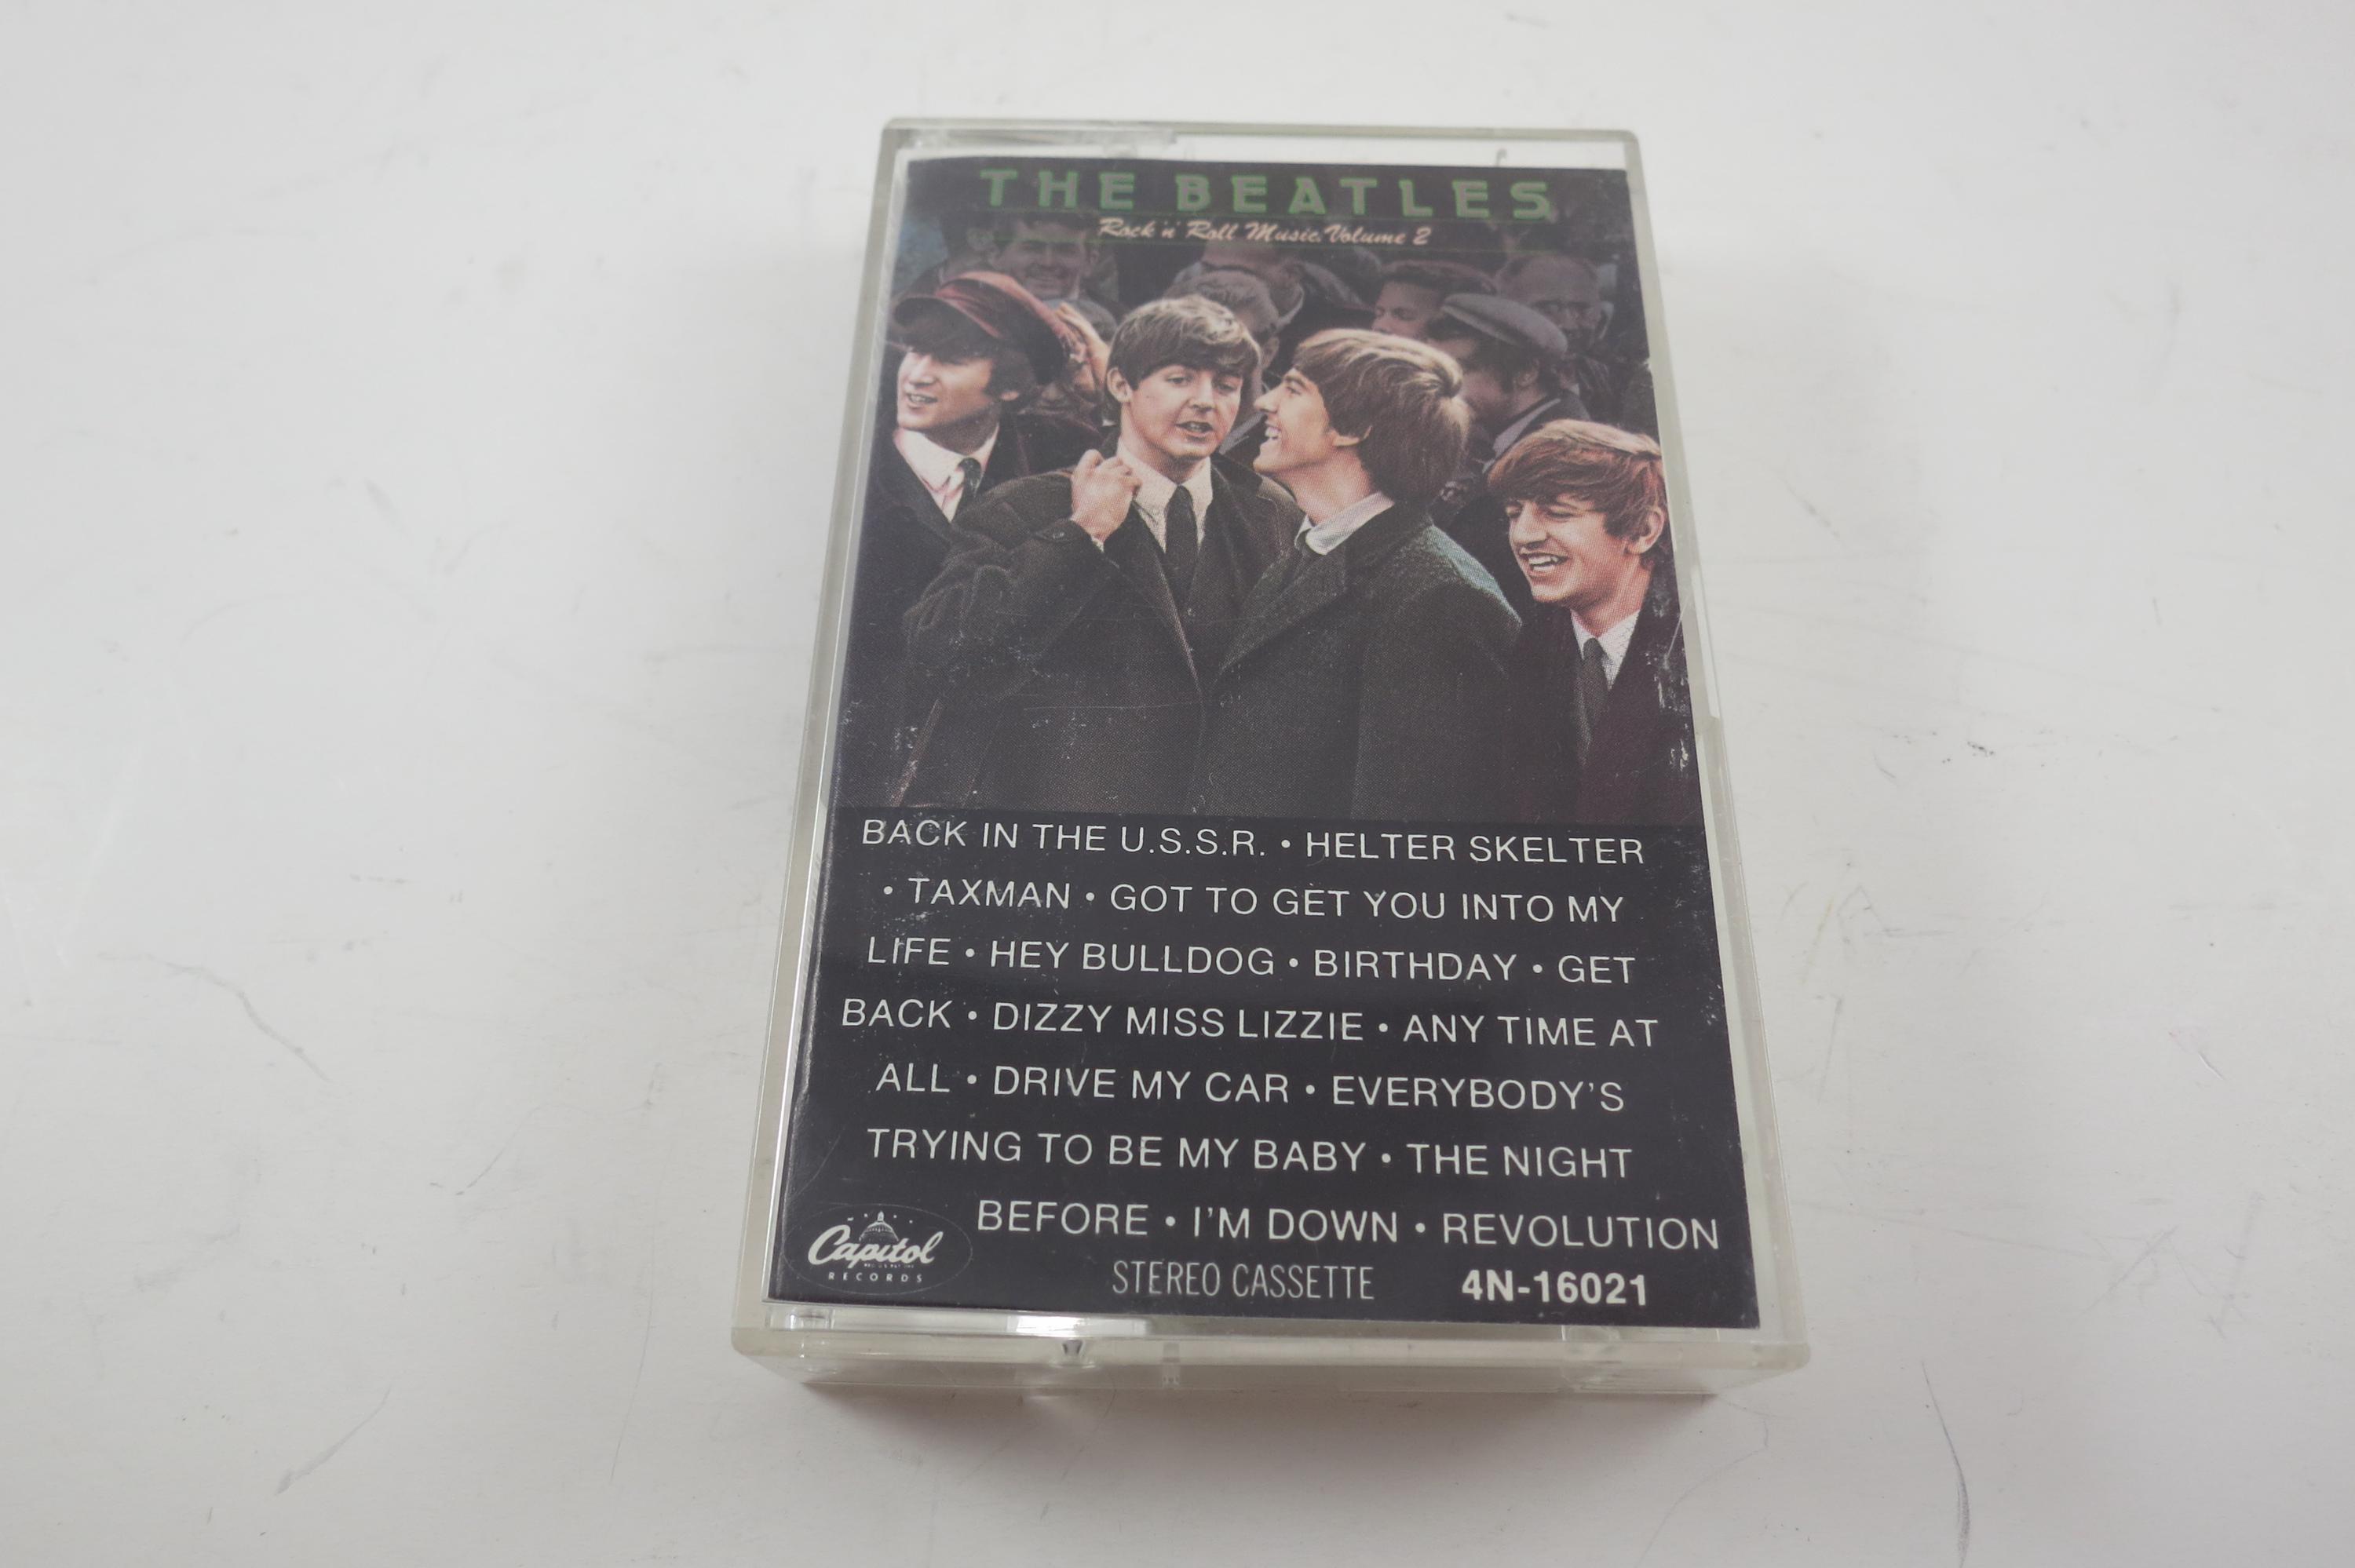 THE BEATLES
Rock 'n' Roll Music, Volume 2
BACK IN THE U.S.S.R. • HELTER SKELTER
• TAXMAN • GOT TO GET YOU INTO MY
LIFE • HEY BULLDOG • BIRTHDAY • GET
BACK • DIZZY MISS LIZZIE • ANY TIME AT
ALL • DRIVE MY CAR • EVERYBODY'S
TRYING TO BE MY BABY • THE NIGHT
BEFORE • I'M DOWN • REVOLUTION
Capitol
RECORDS
STEREO CASSETTE 4N-16021